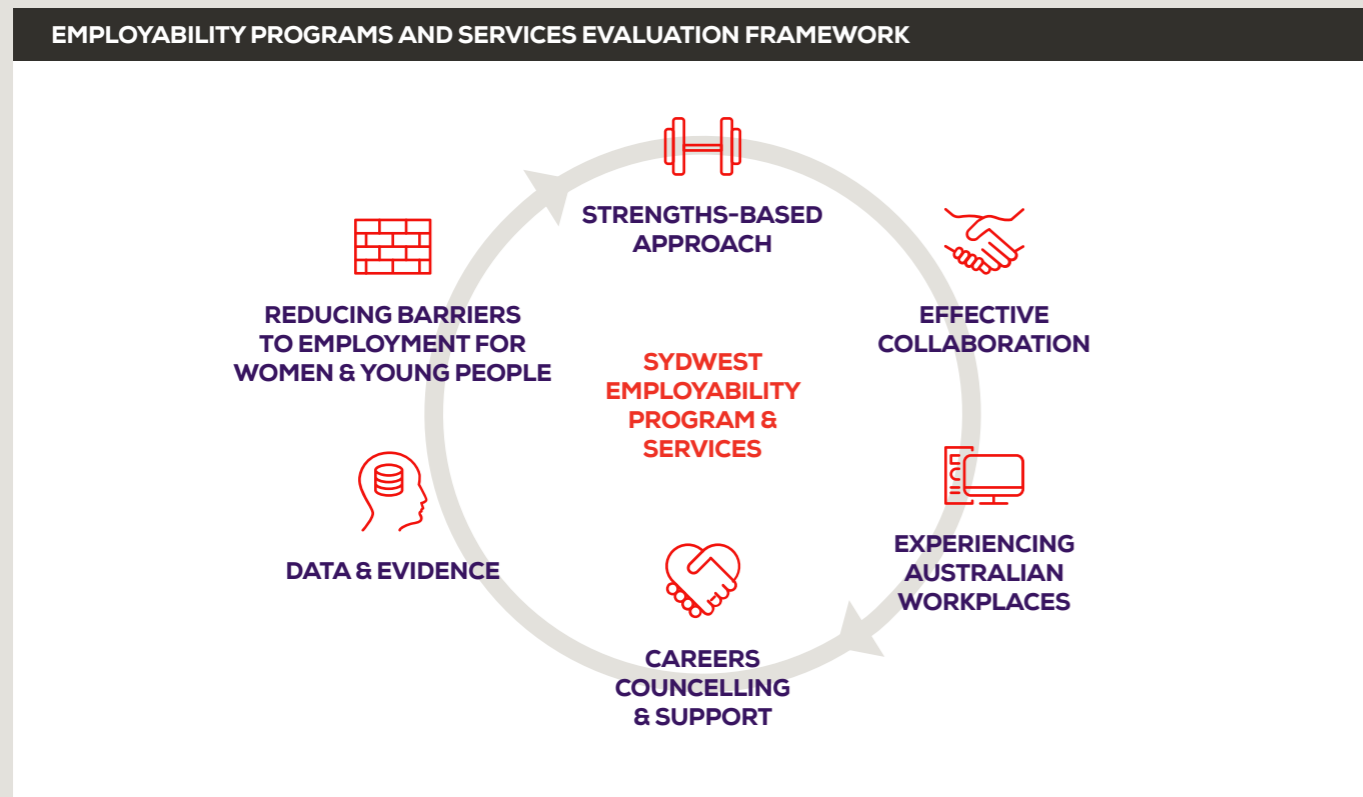 EMPLOYABILITY PROGRAMS AND SERVICES EVALUATION FRAMEWORK
STRENGTHS-BASED
APPROACH
EFFECTIVE
COLLABORATION
EXPERIENCING
AUSTRALIAN
WORKPLACES
CAREERS
COUNCELLING
& SUPPORT
DATA & EVIDENCE
REDUCING BARRIERS
TO EMPLOYMENT FOR
WOMEN & YOUNG PEOPLE
SYDWEST
EMPLOYABILITY
PROGRAM &
SERVICES